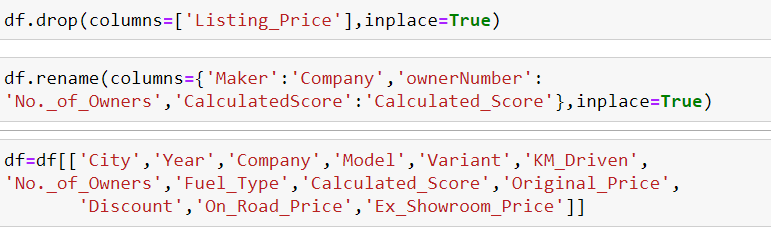 df.drop(columns=['Listing_Price'],inplace=True)
df.rename(columns={'Maker':'Company','ownerNumber':
'No._of_Owners','CalculatedScore':'Calculated_Score'},inplace=True)
df=df[['City','Year','Company','Model','Variant','KM_Driven',
'No._of_Owners','Fuel_Type','Calculated_Score','Original_Price',
'Discount','On_Road_Price','Ex_Showroom_Price']]